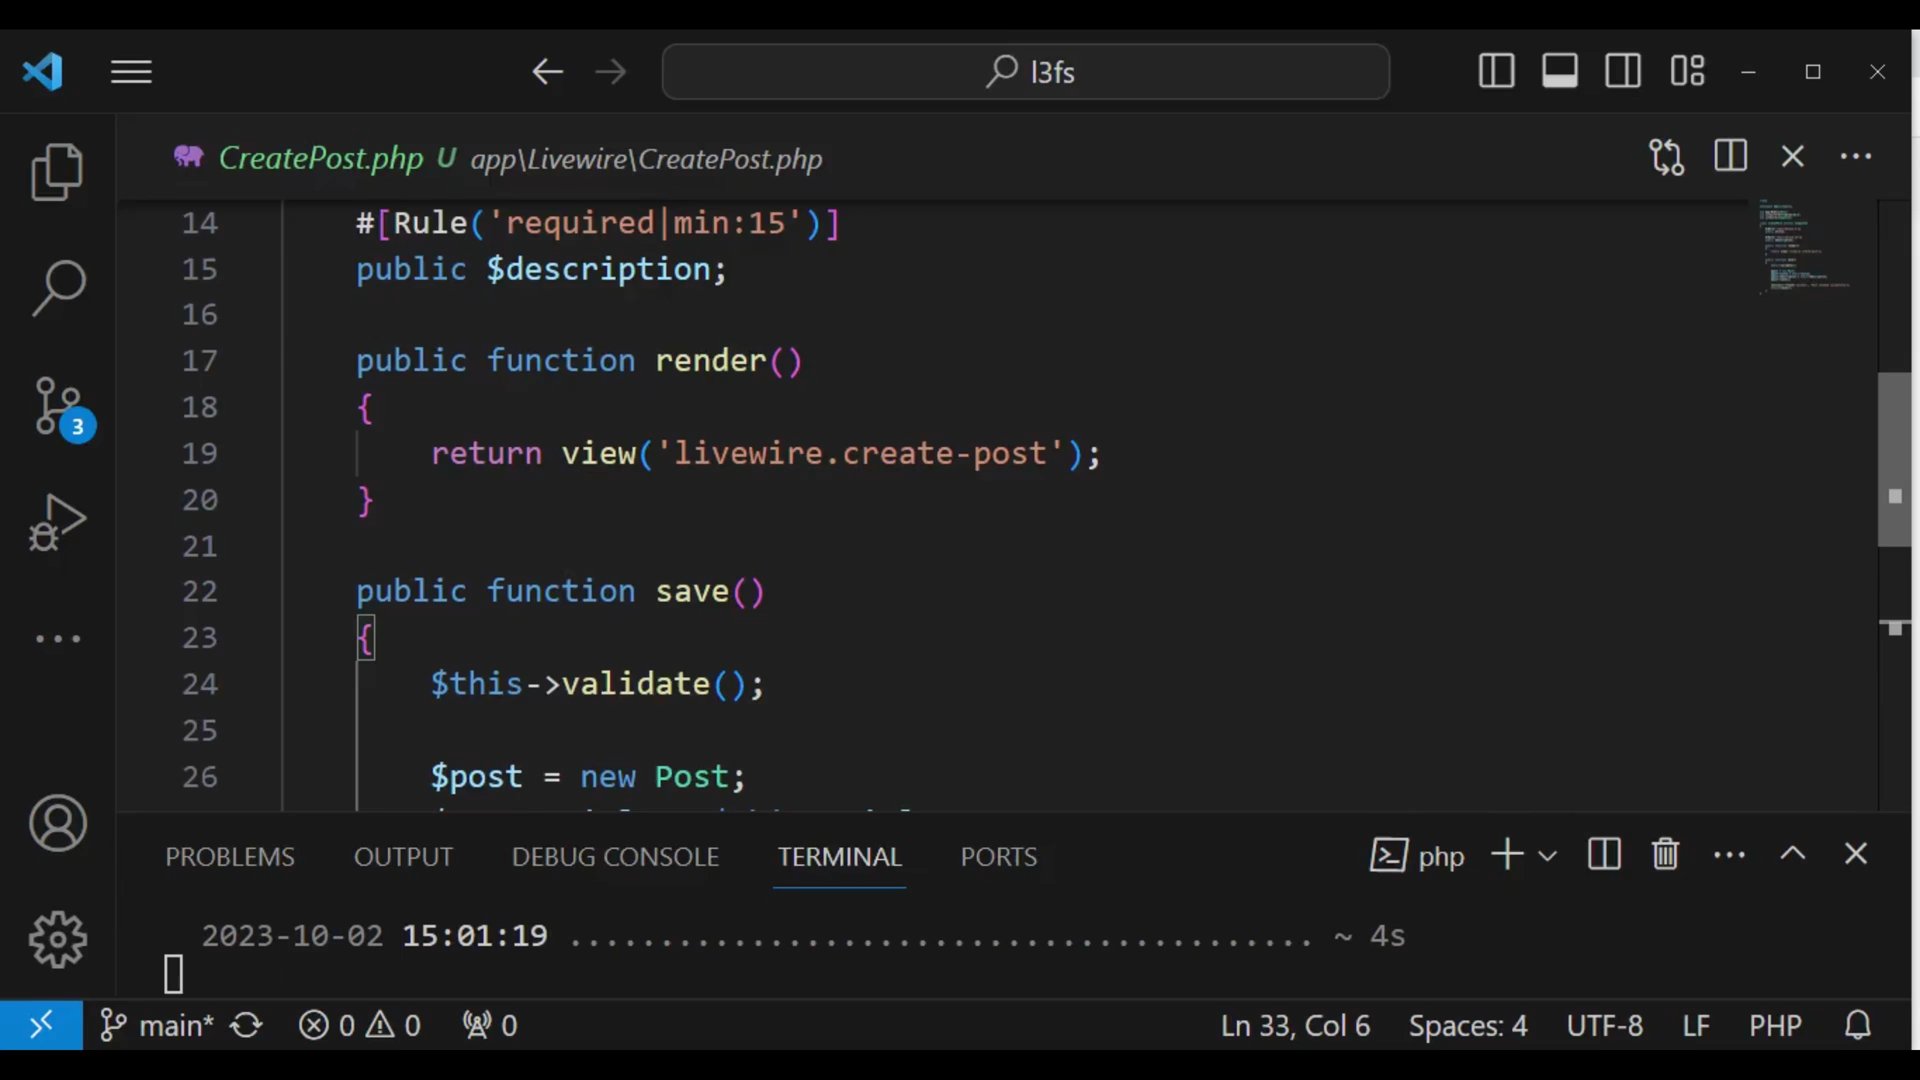 l3fs
CreatePost.php U app\Livewire\CreatePost.php
14 #[Rule('required|min:15')]
15 public $description;
16
17 public function render()
18 {
19 return view('livewire.create-post');
20 }
21
22 public function save()
23 {
24 $this->validate();
25
26 $post = new Post;
3
PROBLEMS OUTPUT DEBUG CONSOLE TERMINAL PORTS php
2023-10-02 15:01:19 ......................................... ~ 4s
main* 0 0 0 Ln 33, Col 6 Spaces: 4 UTF-8 LF PHP